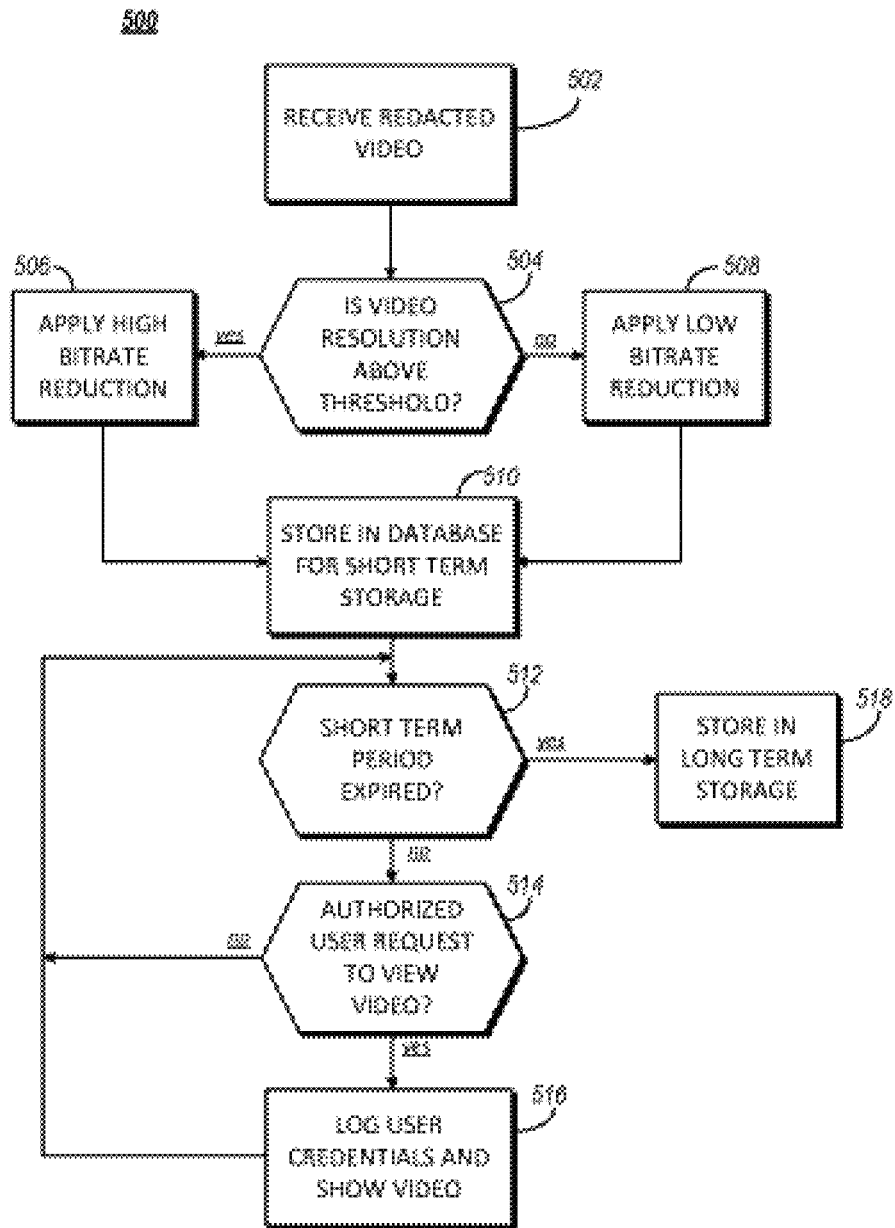 500
502
RECEIVE REDACTED
VIDEO
506
504
508
APPLY HIGH
BITRATE
REDUCTION
yes
IS VIDEO
RESOLUTION
ABOVE
THRESHOLD?
no
APPLY LOW
BITRATE
REDUCTION
510
STORE IN DATABASE
FOR SHORT TERM
STORAGE
512
518
SHORT TERM
PERIOD
EXPIRED?
yes
STORE IN
LONG TERM
STORAGE
no
514
AUTHORIZED
USER REQUEST
TO VIEW
VIDEO?
no
yes
516
LOG USER
CREDENTIALS AND
SHOW VIDEO